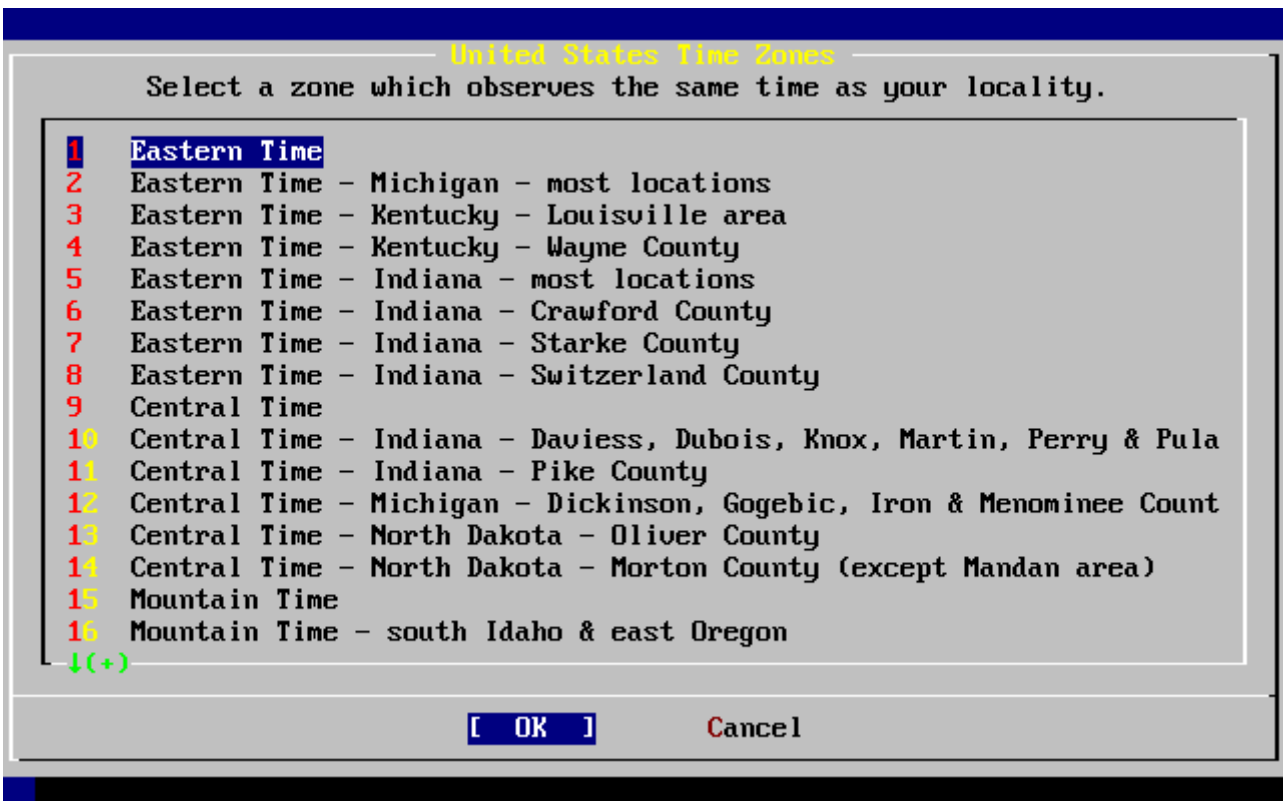 United States Time Zones
Select a zone which observes the same time as your locality.
1 Eastern Time
2 Eastern Time - Michigan - most locations
3 Eastern Time - Kentucky - Louisville area
4 Eastern Time - Kentucky - Wayne County
5 Eastern Time - Indiana - most locations
6 Eastern Time - Indiana - Crawford County
7 Eastern Time - Indiana - Starke County
8 Eastern Time - Indiana - Switzerland County
9 Central Time
10 Central Time - Indiana - Daviess, Dubois, Knox, Martin, Perry & Pula
11 Central Time - Indiana - Pike County
12 Central Time - Michigan - Dickinson, Gogebic, Iron & Menominee Count
13 Central Time - North Dakota - Oliver County
14 Central Time - North Dakota - Morton County (except Mandan area)
15 Mountain Time
16 Mountain Time - south Idaho & east Oregon
↓(+)
[ OK ] Cancel